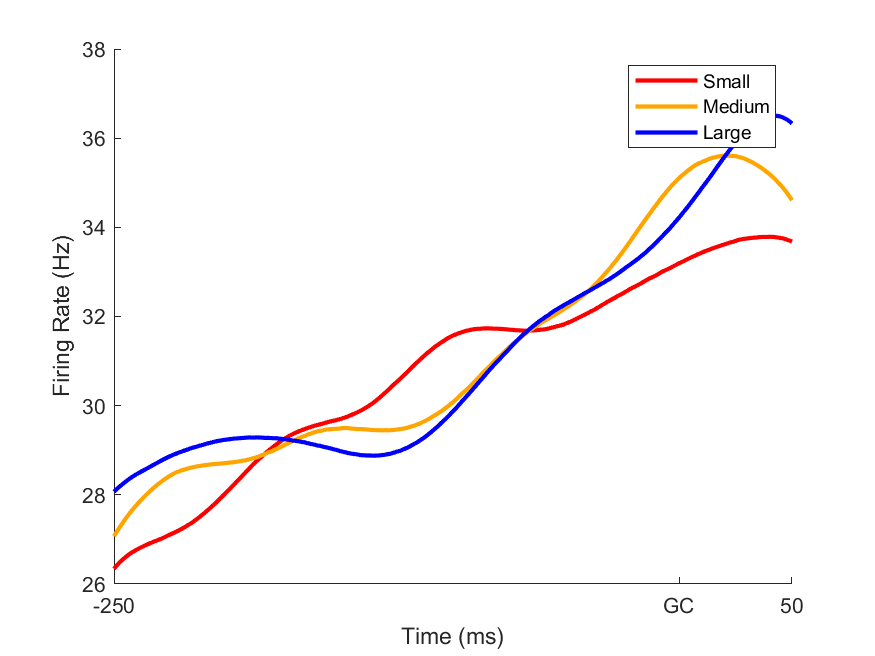 38
36
34
32
30
28
26
Firing Rate (Hz)
Small
Medium
Large
-250
GC
50
Time (ms)